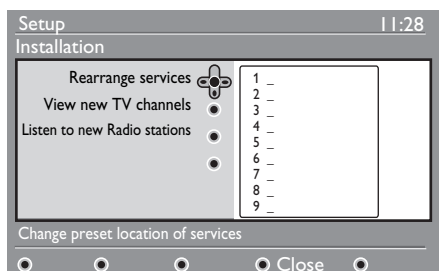 Setup 11:28
Installation
Rearrange services
View new TV channels
Listen to new Radio stations
1 _
2 _
3 _
4 _
5 _
6 _
7 _
8 _
9 _
Change preset location of services
Close